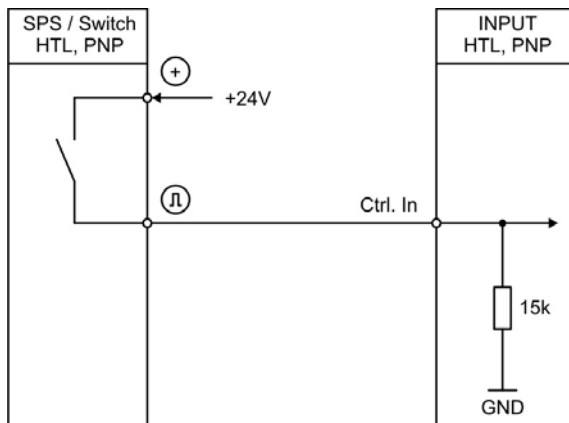 SPS / Switch
HTL, PNP
INPUT
HTL, PNP
+
+24V
Ctrl. In
15k
GND